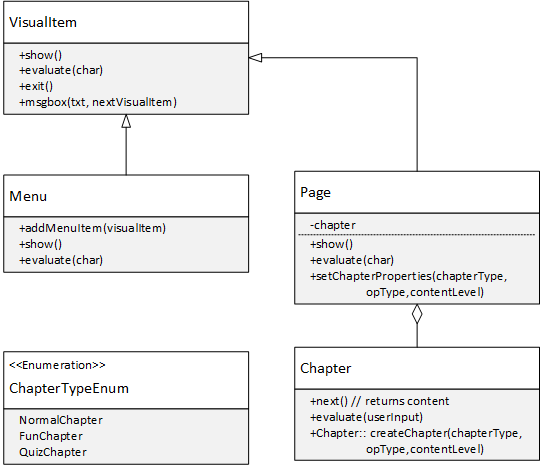 VisualItem
+show()
+evaluate(char)
+exit()
+msgbox(txt, nextVisualItem)
Menu
+addMenuItem(visualItem)
+show()
+evaluate(char)
Page
-chapter
+show()
+evaluate(char)
+setChapterProperties(chapterType,
opType,contentLevel)
<<Enumeration>>
ChapterTypeEnum
NormalChapter
FunChapter
QuizChapter
Chapter
+next() // returns content
+evaluate(userInput)
+Chapter:: createChapter(chapterType,
opType,contentLevel)